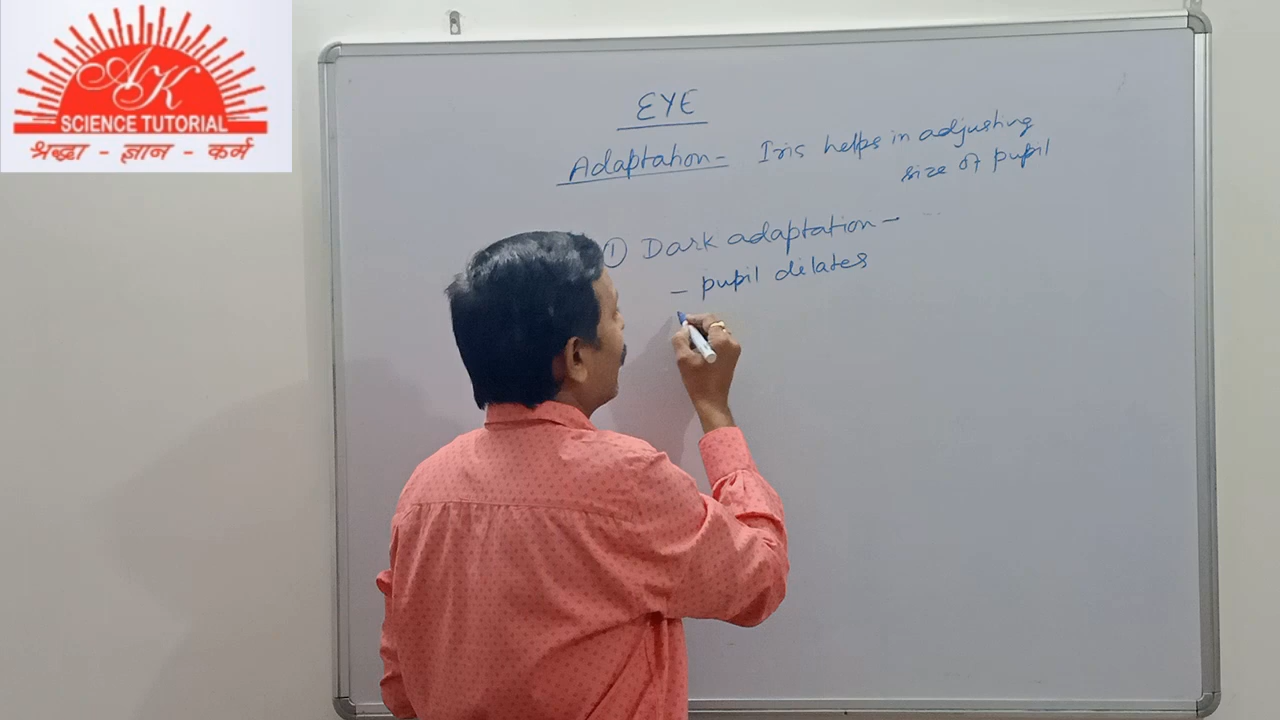 AK
SCIENCE TUTORIAL
श्रद्धा - ज्ञान - कर्म
EYE
Adaptation - Iris helps in adjusting
size of pupil
① Dark adaptation -
- pupil dilates